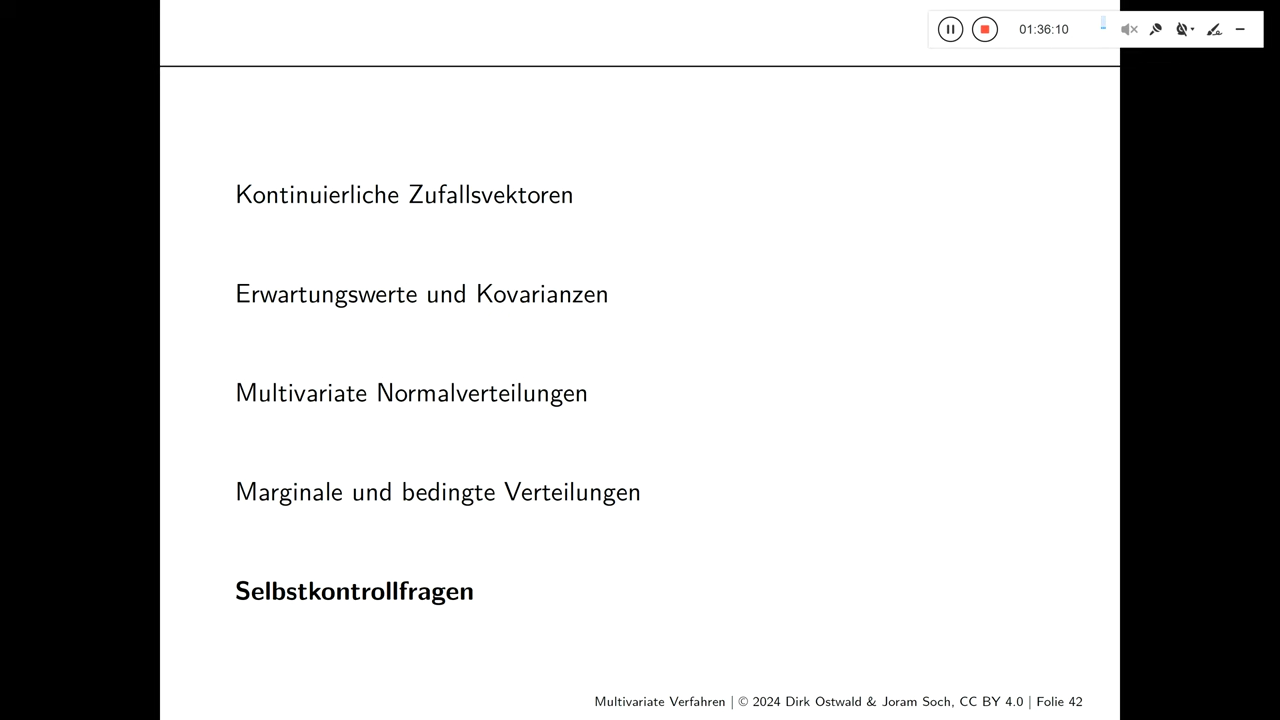 01:36:10
Kontinuierliche Zufallsvektoren
Erwartungswerte und Kovarianzen
Multivariate Normalverteilungen
Marginale und bedingte Verteilungen
Selbstkontrollfragen
Multivariate Verfahren | © 2024 Dirk Ostwald & Joram Soch, CC BY 4.0 | Folie 42